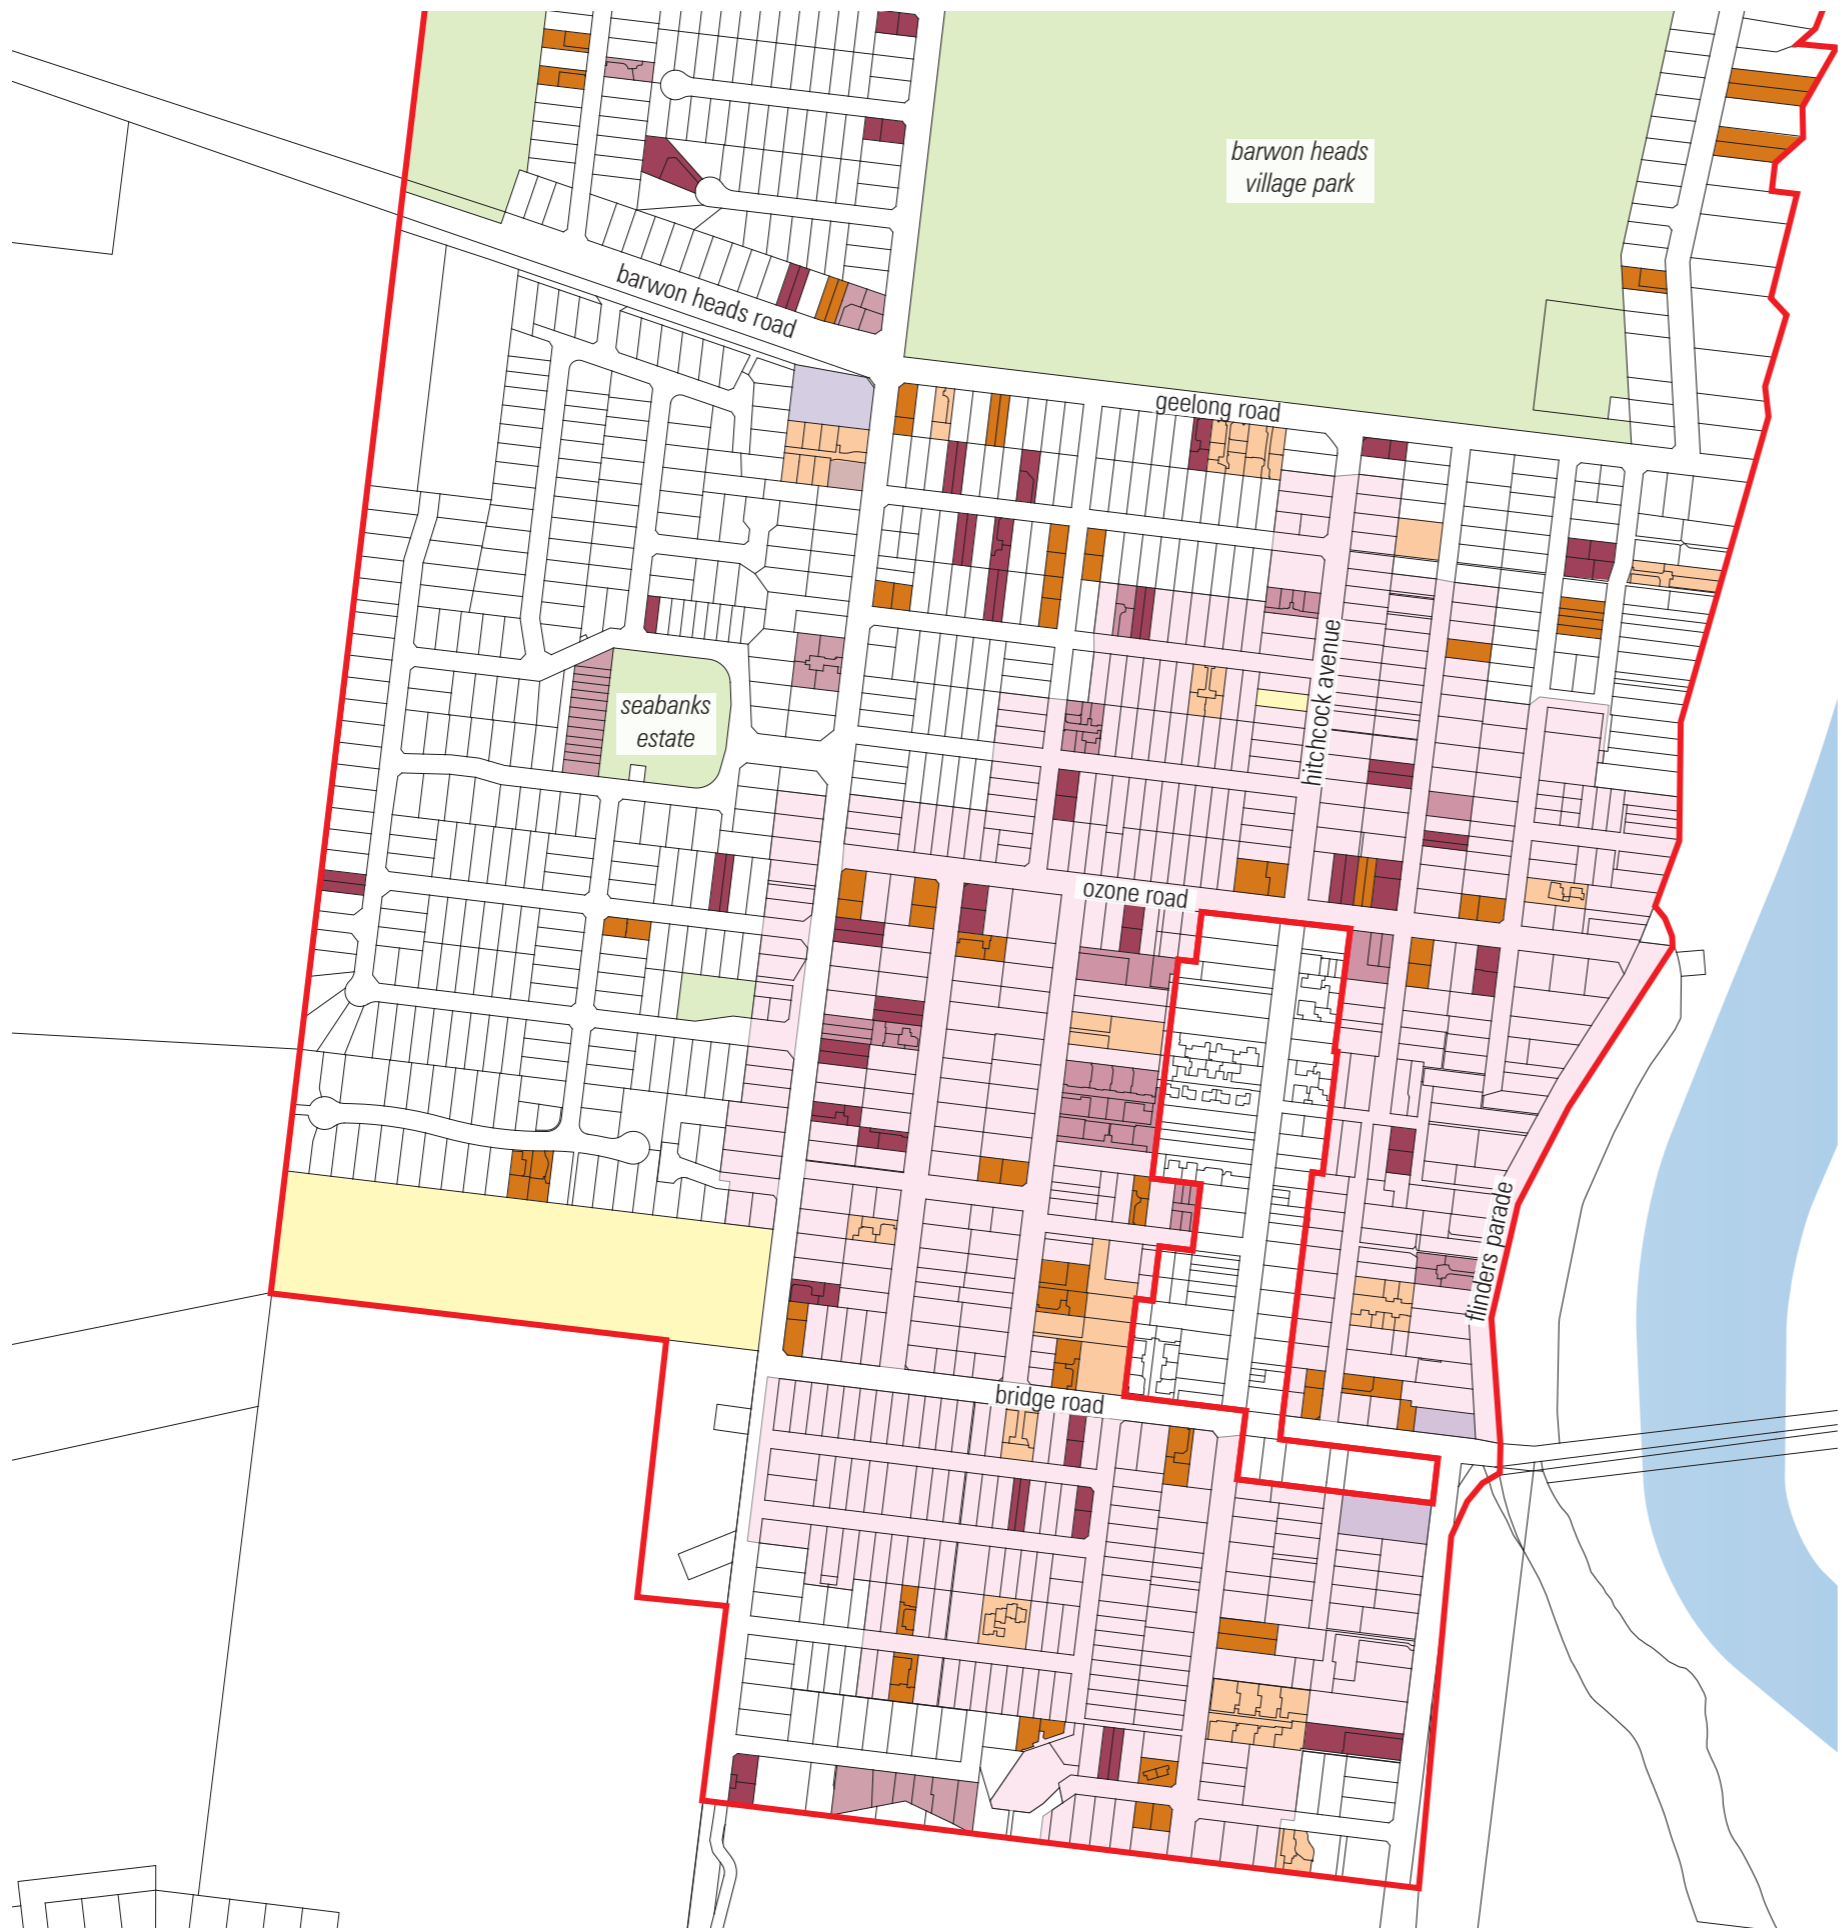 barwon heads
village park
barwon heads road
geelong road
hitchcock avenue
seabanks
estate
ozone road
flinders parade
bridge road